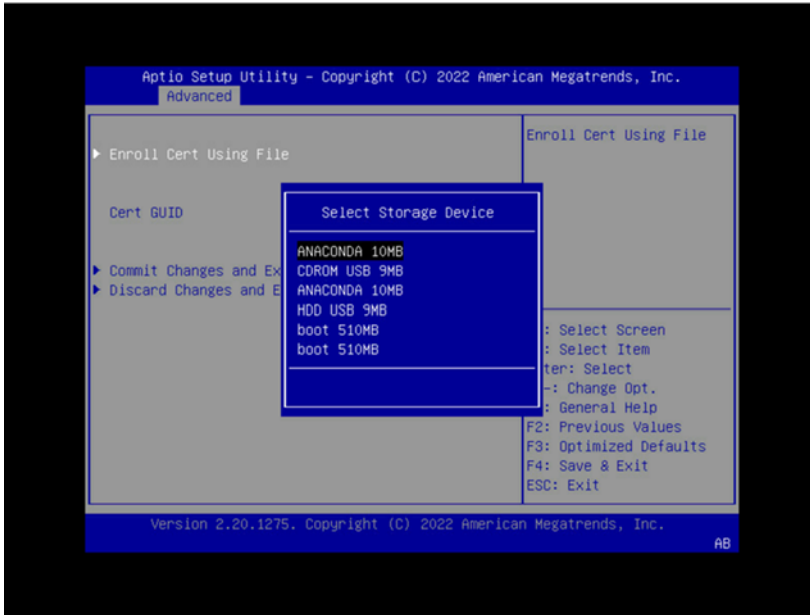 Aptio Setup Utility – Copyright (C) 2022 American Megatrends, Inc.
Advanced
Enroll Cert Using File
Enroll Cert Using File
Cert GUID
Commit Changes and Ex
Discard Changes and E
Select Storage Device
ANACONDA 10MB
CDROM USB 9MB
ANACONDA 10MB
HDD USB 9MB
boot 510MB
boot 510MB
: Select Screen
: Select Item
ter: Select
-: Change Opt.
: General Help
F2: Previous Values
F3: Optimized Defaults
F4: Save & Exit
ESC: Exit
Version 2.20.1275. Copyright (C) 2022 American Megatrends, Inc.
AB